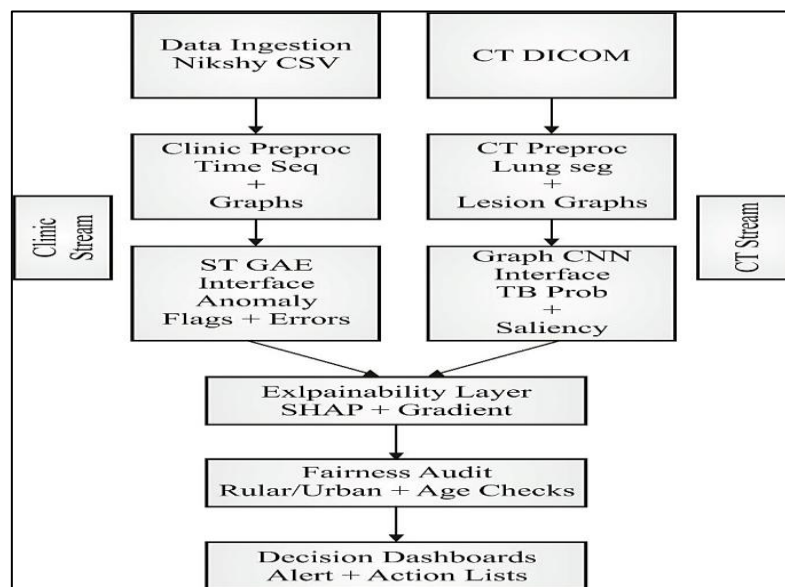 Data Ingestion
Nikshy CSV
CT DICOM
Clinic Preproc
Time Seq
+
Graphs
CT Preproc
Lung seg
+
Lesion Graphs
Clinic
Stream
CT Stream
ST GAE
Interface
Anomaly
Flags + Errors
Graph CNN
Interface
TB Prob
+
Saliency
Exlpainability Layer
SHAP + Gradient
Fairness Audit
Rular/Urban + Age Checks
Decision Dashboards
Alert + Action Lists